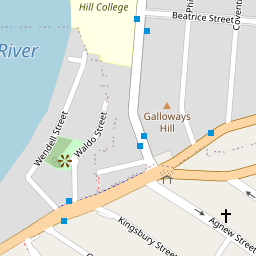 Hill College
Beatrice Street
River
Wendell Street
Waldo Street
Galloways
Hill
Kingsbury Street
Agnew Street